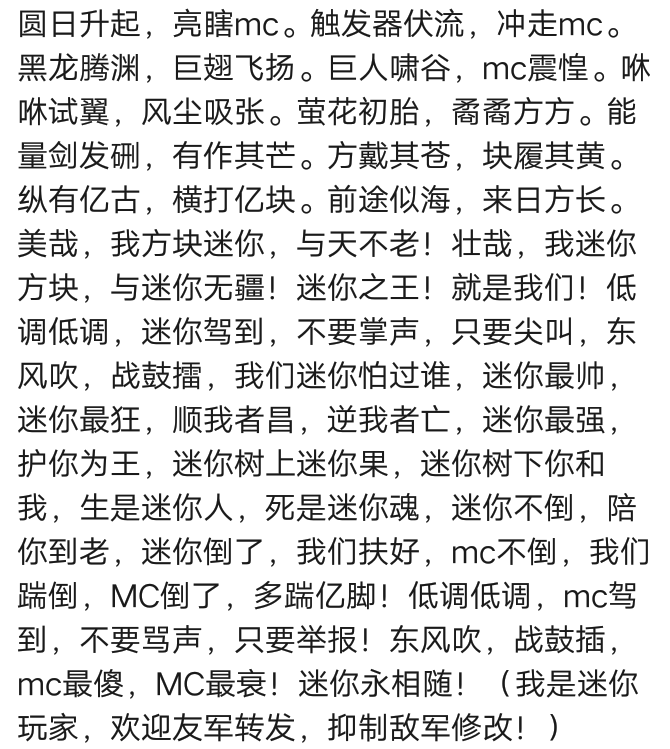 圆日升起，亮瞎mc。触发器伏流，冲走mc。
黑龙腾渊，巨翅飞扬。巨人啸谷，mc震惶。咻
咻试翼，风尘吸张。萤花初胎，矞矞方方。能
量剑发硎，有作其芒。方戴其苍，块履其黄。
纵有亿古，横打亿块。前途似海，来日方长。
美哉，我方块迷你，与天不老！壮哉，我迷你
方块，与迷你无疆！迷你之王！就是我们！低
调低调，迷你驾到，不要掌声，只要尖叫，东
风吹，战鼓擂，我们迷你怕过谁，迷你最帅，
迷你最狂，顺我者昌，逆我者亡，迷你最强，
护你为王，迷你树上迷你果，迷你树下你和
我，生是迷你人，死是迷你魂，迷你不倒，陪
你到老，迷你倒了，我们扶好，mc不倒，我们
踹倒，MC倒了，多踹亿脚！低调低调，mc驾
到，不要骂声，只要举报！东风吹，战鼓插，
mc最傻，MC最衰！迷你永相随！（我是迷你
玩家，欢迎友军转发，抑制敌军修改！）